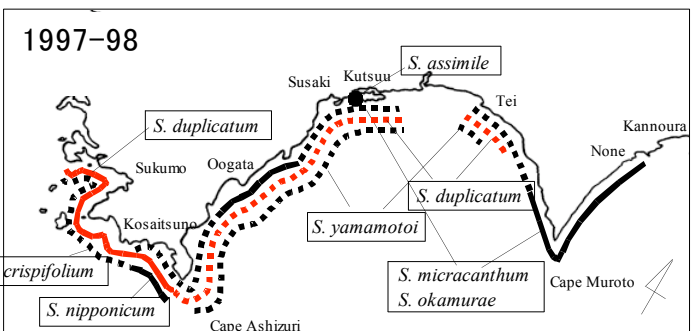 1997-98
S. assimile
Susaki Kutsuu
Tei
S. duplicatum
Kannoura
None
Sukumo
Oogata
S. duplicatum
Kosaitsuno
S. yamamotoi
crispifolium
S. micracanthum
S. okamurae
Cape Muroto
S. nipponicum
Cape Ashizuri